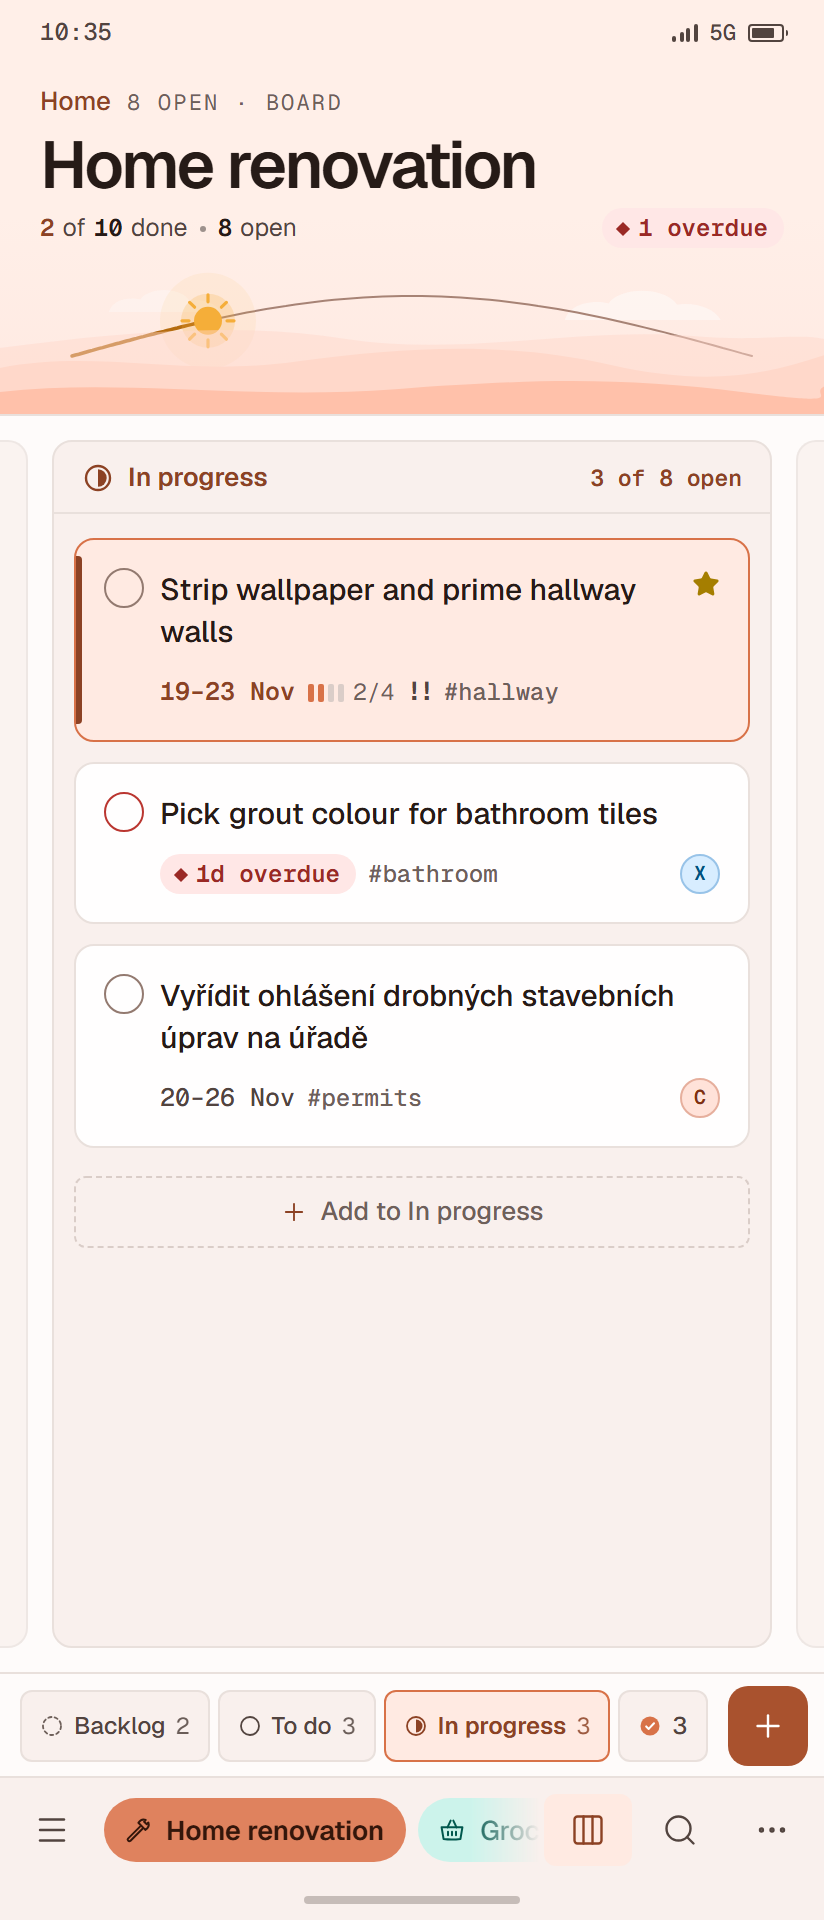 10:35
5G
Home 8 OPEN · BOARD
Home renovation
2 of 10 done • 8 open
1 overdue
In progress
3 of 8 open
Strip wallpaper and prime hallway
walls
19–23 Nov 2/4 !! #hallway
Pick grout colour for bathroom tiles
1d overdue #bathroom
X
Vyřídit ohlášení drobných stavebních
úprav na úřadě
20–26 Nov #permits
C
+ Add to In progress
Backlog 2
To do 3
In progress 3
3
Home renovation
Groc